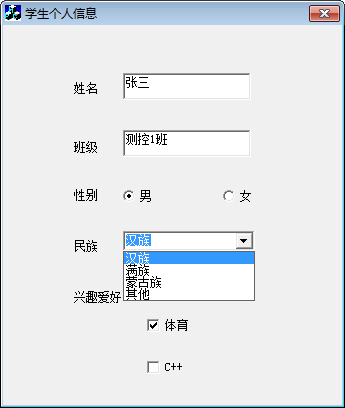 学生个人信息
姓名 张三
班级 测控1班
性别 男 女
民族 汉族
汉族
满族
蒙古族
其他
兴趣爱好
体育
C++